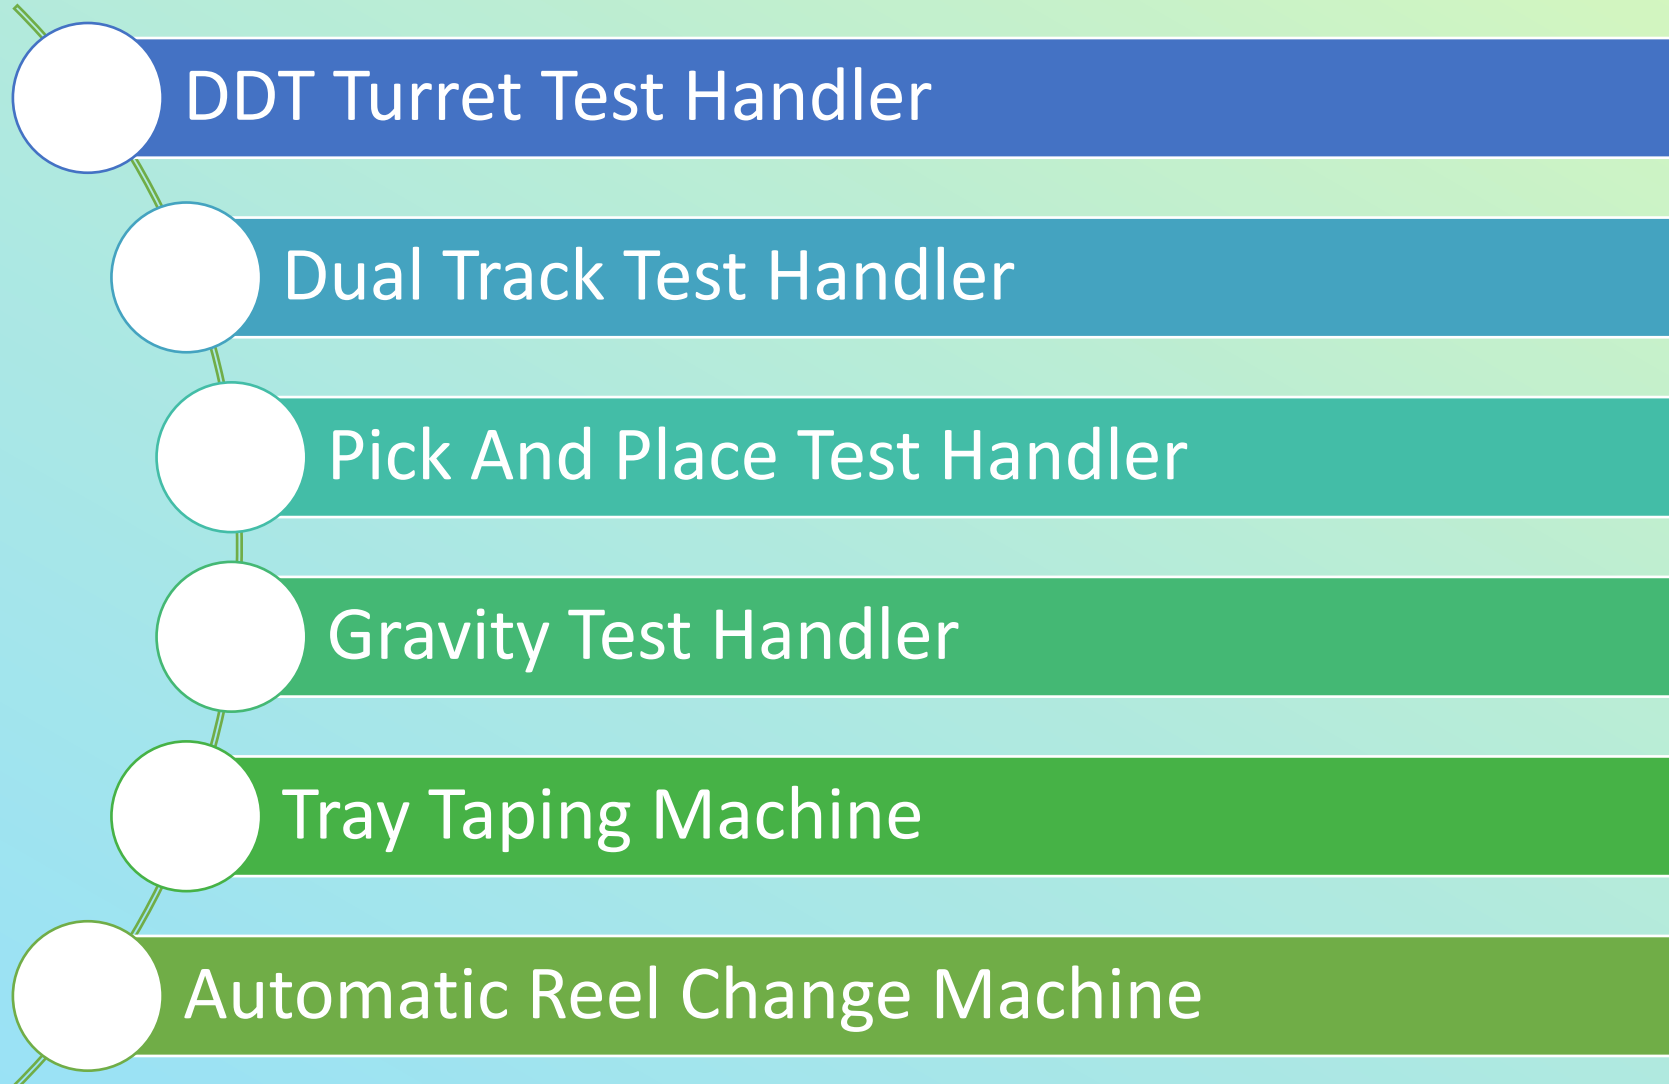 DDT Turret Test Handler
Dual Track Test Handler
Pick And Place Test Handler
Gravity Test Handler
Tray Taping Machine
Automatic Reel Change Machine